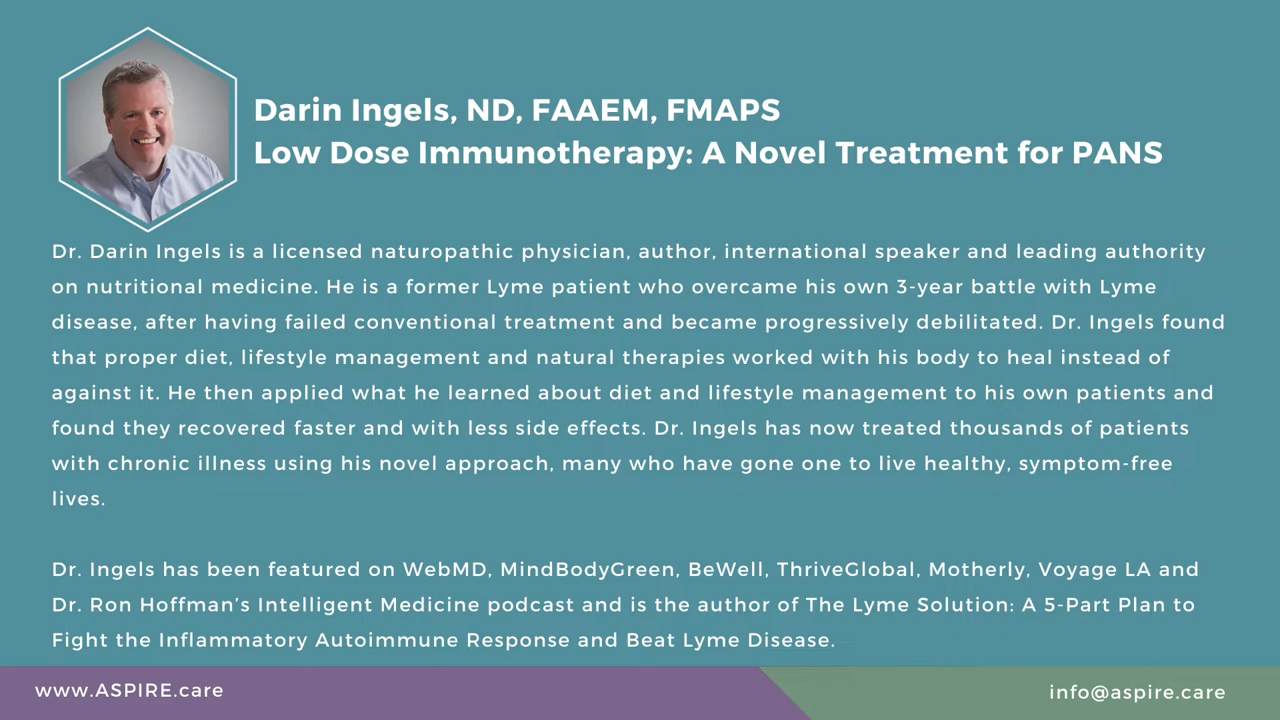 Darin Ingels, ND, FAAEM, FMAPS
Low Dose Immunotherapy: A Novel Treatment for PANS
Dr. Darin Ingels is a licensed naturopathic physician, author, international speaker and leading authority
on nutritional medicine. He is a former Lyme patient who overcame his own 3-year battle with Lyme
disease, after having failed conventional treatment and became progressively debilitated. Dr. Ingels found
that proper diet, lifestyle management and natural therapies worked with his body to heal instead of
against it. He then applied what he learned about diet and lifestyle management to his own patients and
found they recovered faster and with less side effects. Dr. Ingels has now treated thousands of patients
with chronic illness using his novel approach, many who have gone one to live healthy, symptom-free
lives.
Dr. Ingels has been featured on WebMD, MindBodyGreen, BeWell, ThriveGlobal, Motherly, Voyage LA and
Dr. Ron Hoffman’s Intelligent Medicine podcast and is the author of The Lyme Solution: A 5-Part Plan to
Fight the Inflammatory Autoimmune Response and Beat Lyme Disease.
www.ASPIRE.care
info@aspire.care